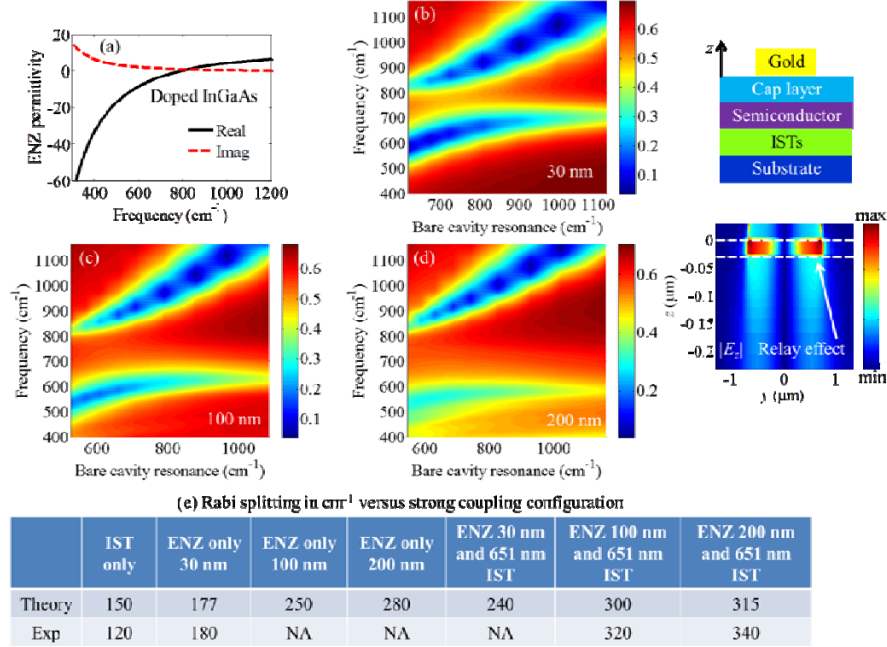 (a)
ENZ permittivity
20
0
-20
-40
-60
Doped InGaAs
Real
Imag
400
800
1000
1200
Frequency (cm-1)
(b)
Frequency (cm-1)
1100
1000
900
800
700
600
500
400
30 nm
700
800
900
1000
1100
Bare cavity resonance (cm-1)
0.6
0.5
0.4
0.3
0.2
0.1
z
Gold
Cap layer
Semiconductor
ISTs
Substrate
(c)
Frequency (cm-1)
1100
1000
900
800
700
600
500
400
100 nm
600
800
1000
Bare cavity resonance (cm-1)
0.6
0.5
0.4
0.3
0.2
0.1
(d)
Frequency (cm-1)
1100
1000
900
800
700
600
500
400
200 nm
600
800
1000
Bare cavity resonance (cm-1)
0.6
0.4
0.2
z (μm)
0
-0.05
-0.1
-0.15
-0.2
|Ez|
Relay effect
-1
0
1
y (μm)
max
min
(e) Rabi splitting in cm-1 versus strong coupling configuration
IST only
ENZ only 30 nm
ENZ only 100 nm
ENZ only 200 nm
ENZ 30 nm and 651 nm IST
ENZ 100 nm and 651 nm IST
ENZ 200 nm and 651 nm IST
Theory 150 177 250 280 240 300 315
Exp 120 180 NA NA NA 320 340